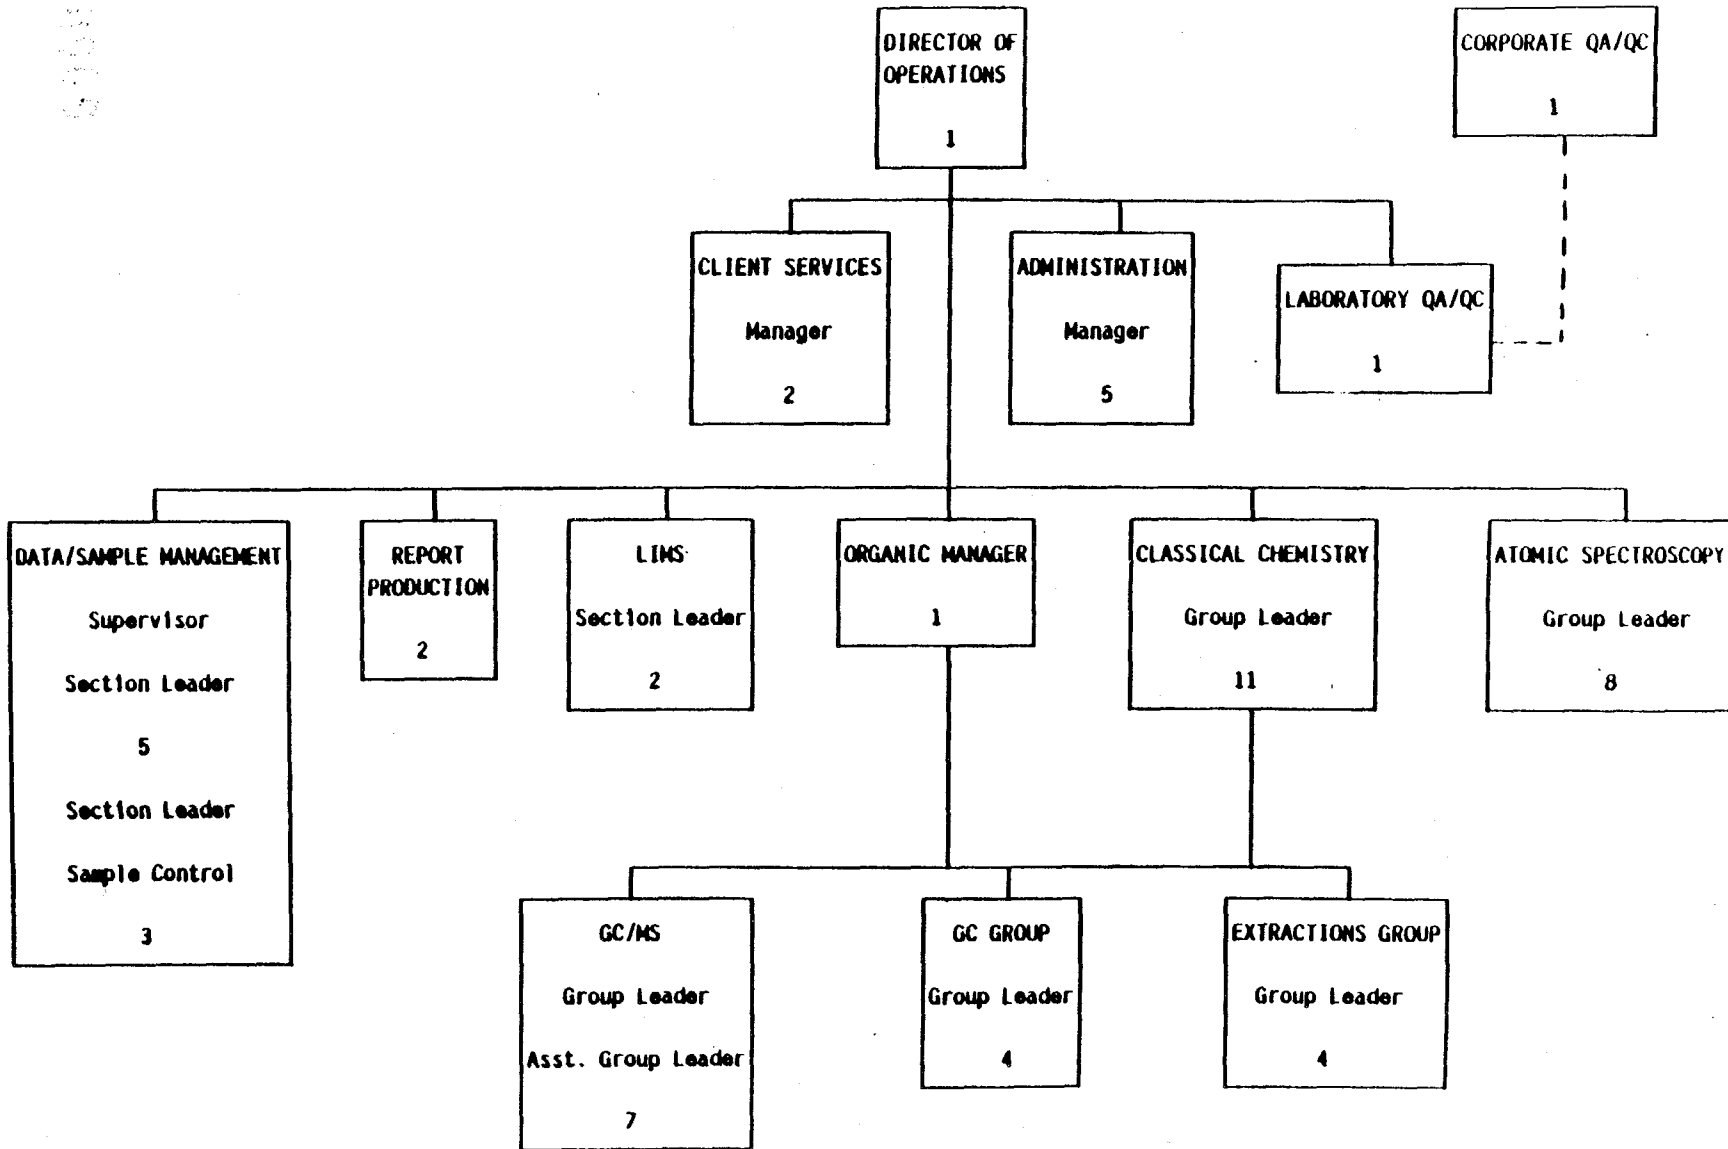 DIRECTOR OF
OPERATIONS
1
CORPORATE QA/QC
1
CLIENT SERVICES
Manager
2
ADMINISTRATION
Manager
5
LABORATORY QA/QC
1
DATA/SAMPLE MANAGEMENT
Supervisor
Section Leader
5
Section Leader
Sample Control
3
REPORT
PRODUCTION
2
LIMS
Section Leader
2
ORGANIC MANAGER
1
CLASSICAL CHEMISTRY
Group Leader
11
ATOMIC SPECTROSCOPY
Group Leader
8
GC/MS
Group Leader
Asst. Group Leader
7
GC GROUP
Group Leader
4
EXTRACTIONS GROUP
Group Leader
4